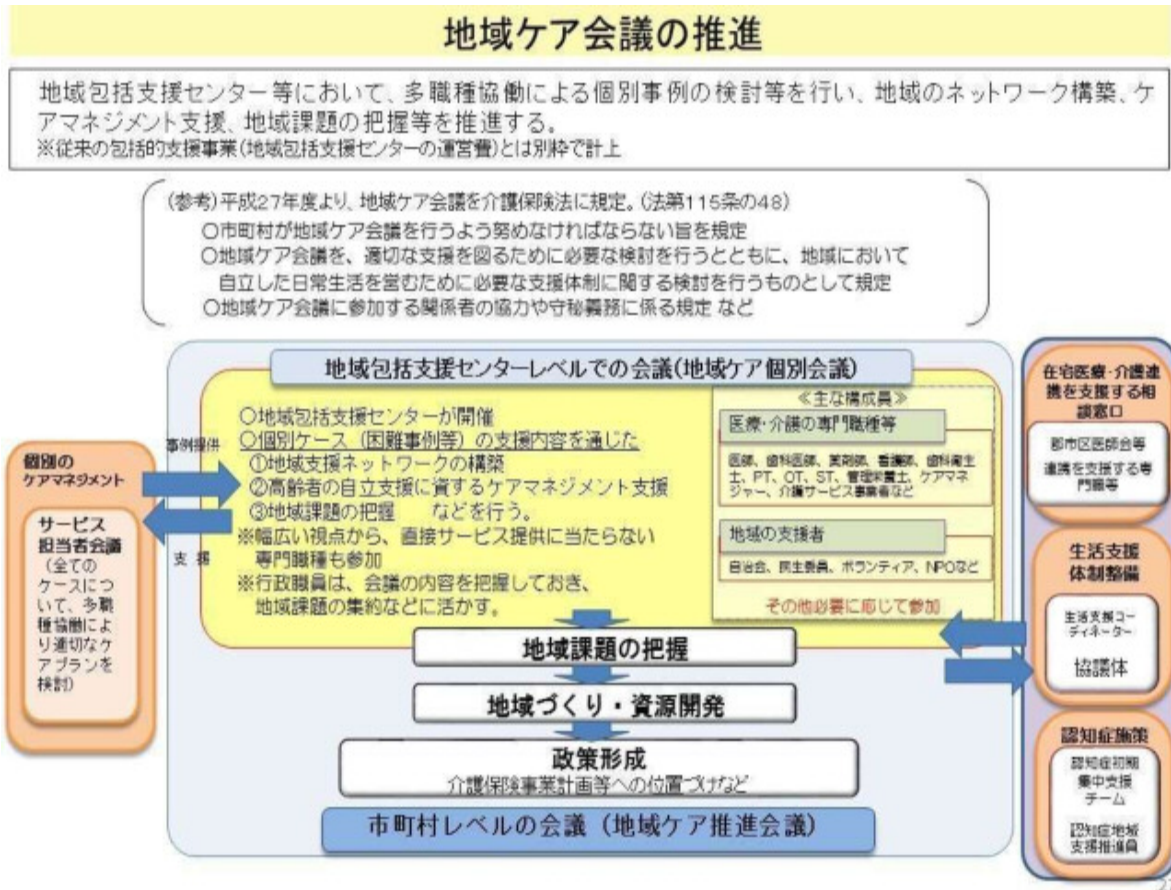 地域ケア会議の推進
地域包括支援センター等において、多職種協働による個別事例の検討等を行い、地域のネットワーク構築、ケ
アマネジメント支援、地域課題の把握等を推進する。
※従来の包括的支援事業(地域包括支援センターの運営費)とは別枠で計上
(参考)平成27年度より、地域ケア会議を介護保険法に規定。(法第115条の48)
○市町村が地域ケア会議を行うよう努めなければならない旨を規定
○地域ケア会議を、適切な支援を図るために必要な検討を行うとともに、地域において
自立した日常生活を営むために必要な支援体制に関する検討を行うものとして規定
○地域ケア会議に参加する関係者の協力や守秘義務に係る規定 など
地域包括支援センターレベルでの会議(地域ケア個別会議)
○地域包括支援センターが開催
○個別ケース（困難事例等）の支援内容を通じた
①地域支援ネットワークの構築
②高齢者の自立支援に資するケアマネジメント支援
③地域課題の把握 などを行う。
※幅広い視点から、直接サービス提供に当たらない
専門職種も参加
※行政職員は、会議の内容を把握しておき、
地域課題の集約などに活かす。
≪主な構成員≫
医療・介護の専門職種等
医師、歯科医師、薬剤師、看護師、歯科衛生
士、PT、OT、ST、管理栄養士、ケアマネ
ジャー、介護サービス事業者など
地域の支援者
自治会、民生委員、ボランティア、NPOなど
その他必要に応じて参加
事例提供
支 援
個別の
ケアマネジメント
サービス
担当者会議
(全ての
ケースにつ
いて、多職
種協働によ
り適切なケ
アプランを
検討)
地域課題の把握
地域づくり・資源開発
政策形成
介護保険事業計画等への位置づけなど
市町村レベルの会議（地域ケア推進会議）
在宅医療・介護連
携を支援する相
談窓口
郡市区医師会等
連携を支援する専
門職等
生活支援
体制整備
生活支援コー
ディネーター
協議体
認知症施策
認知症初期
集中支援
チーム
認知症地域
支援推進員